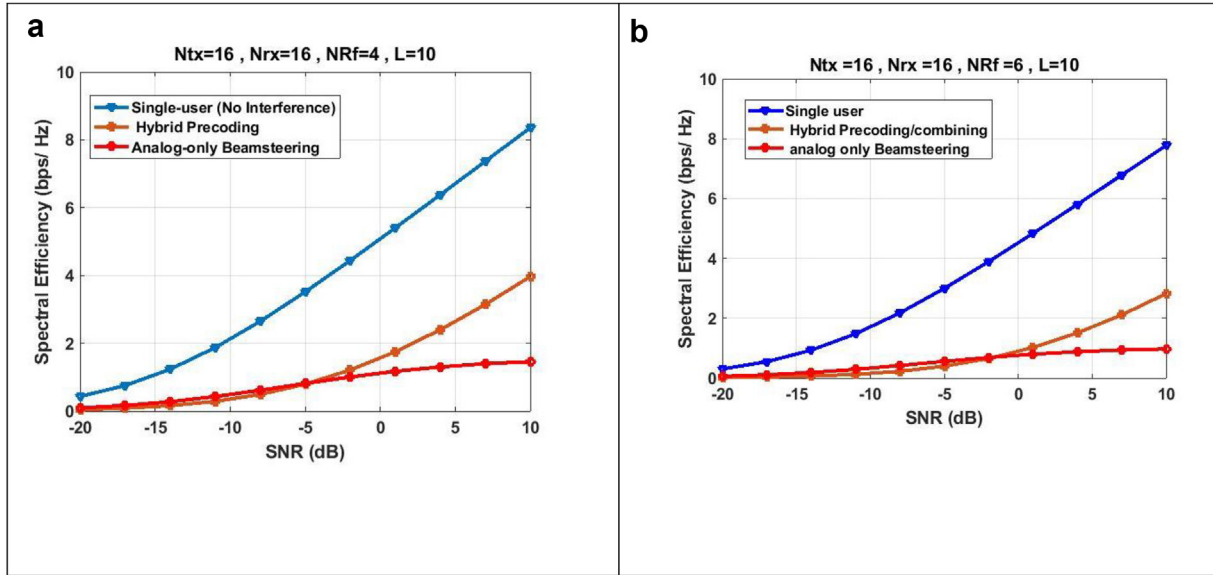 a
Ntx=16 , Nrx=16 , NRf=4 , L=10
Single-user (No Interference)
Hybrid Precoding
Analog-only Beamsteering
Spectral Efficiency (bps/ Hz)
10
8
6
4
2
0
-20 -15 -10 -5 0 5 10
SNR (dB)
b
Ntx =16 , Nrx =16 , NRf =6 , L=10
Single user
Hybrid Precoding/combining
analog only Beamsteering
Spectral Efficiency (bps/ Hz)
10
8
6
4
2
0
-20 -15 -10 -5 0 5 10
SNR (dB)